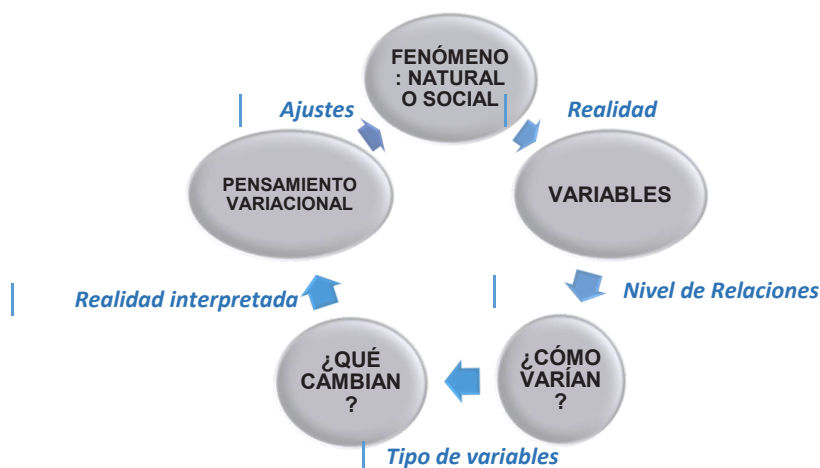 FENÓMENO
: NATURAL
O SOCIAL
Ajustes
Realidad
PENSAMIENTO
VARIACIONAL
VARIABLES
Realidad interpretada
Nivel de Relaciones
¿QUÉ
CAMBIAN
?
¿CÓMO
VARÍAN
?
Tipo de variables